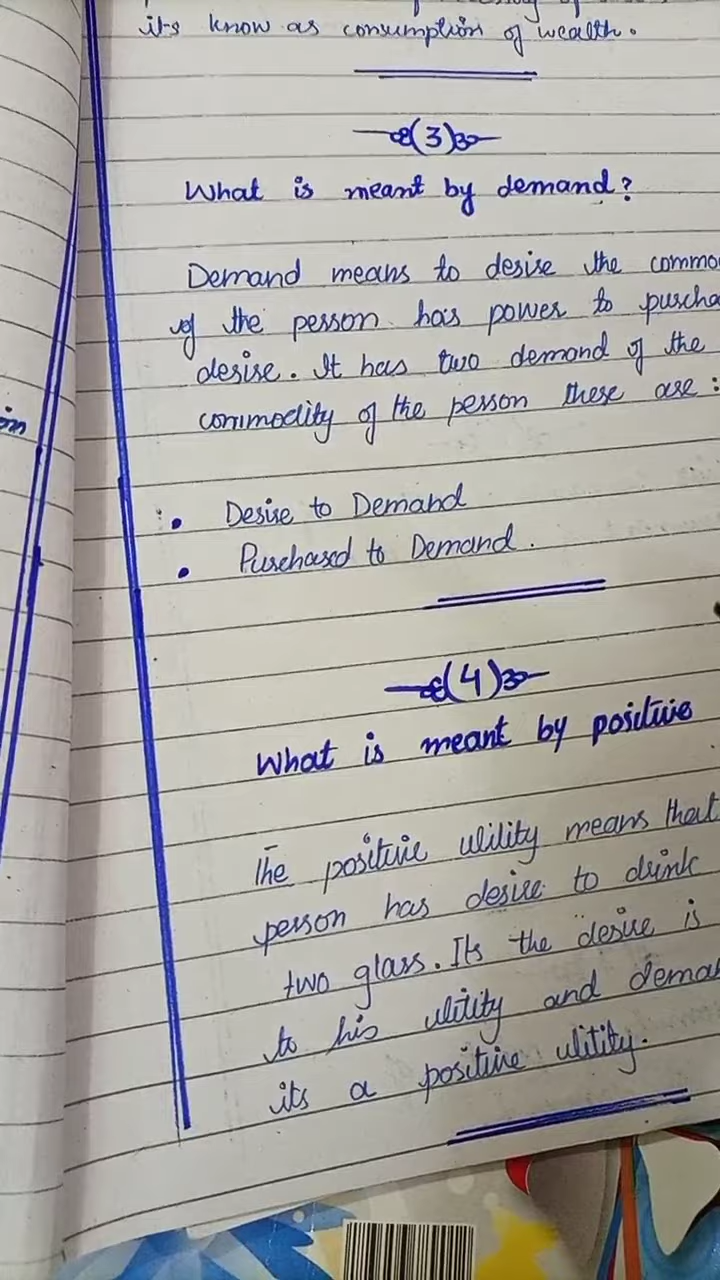 its know as consumption of wealth.
(3)
What is meant by demand?
Demand means to desire the commo
of the person has power to purcha
desire. It has two demand of the
commodity of the person these are :
• Desire to Demand
• Purchased to Demand.
(4)
What is meant by positive
The positive utility means that
person has desire to drink
two glass. Its the desire is
to his utility and dema
its a positive utility.